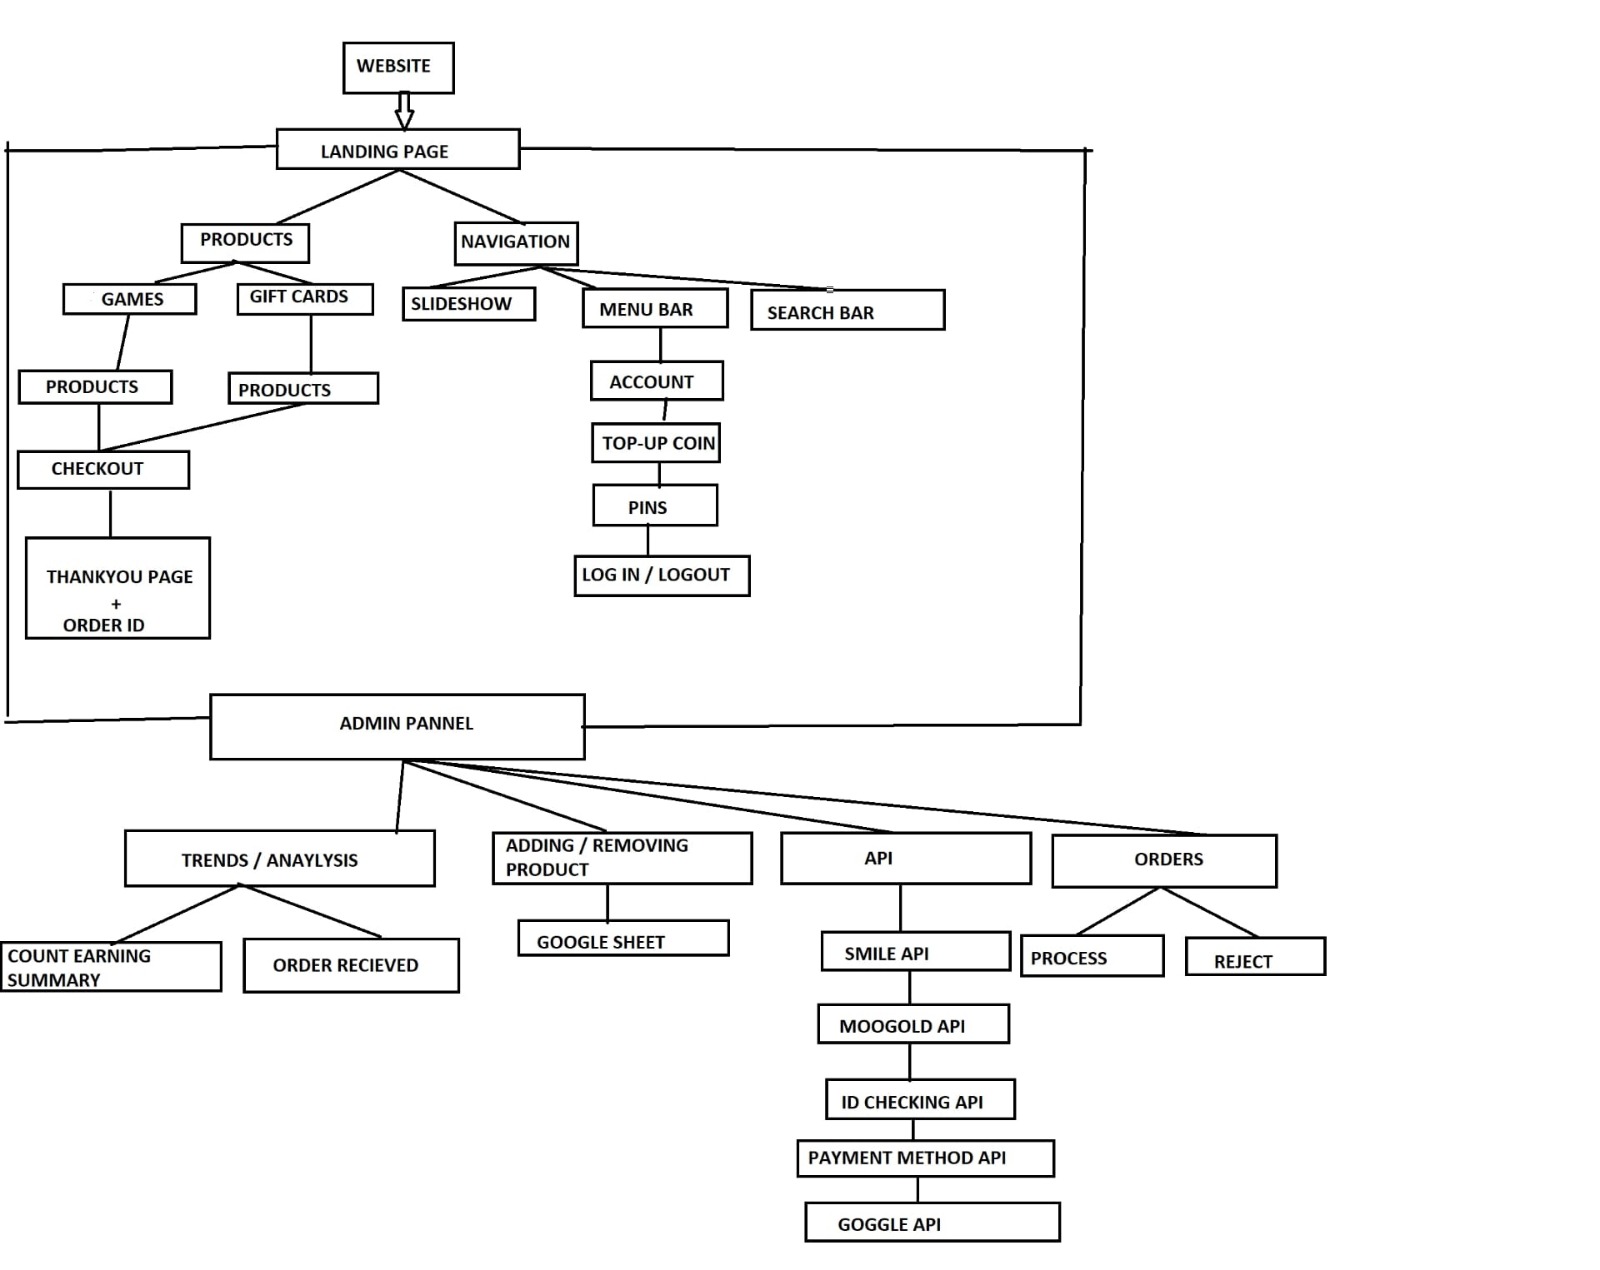 WEBSITE
LANDING PAGE
PRODUCTS
NAVIGATION
GAMES
GIFT CARDS
SLIDESHOW
MENU BAR
SEARCH BAR
PRODUCTS
PRODUCTS
ACCOUNT
TOP-UP COIN
CHECKOUT
PINS
LOG IN / LOGOUT
THANKYOU PAGE
+
ORDER ID
ADMIN PANNEL
TRENDS / ANAYLYSIS
ADDING / REMOVING
PRODUCT
API
ORDERS
COUNT EARNING
SUMMARY
ORDER RECIEVED
GOOGLE SHEET
SMILE API
PROCESS
REJECT
MOOGOLD API
ID CHECKING API
PAYMENT METHOD API
GOGGLE API